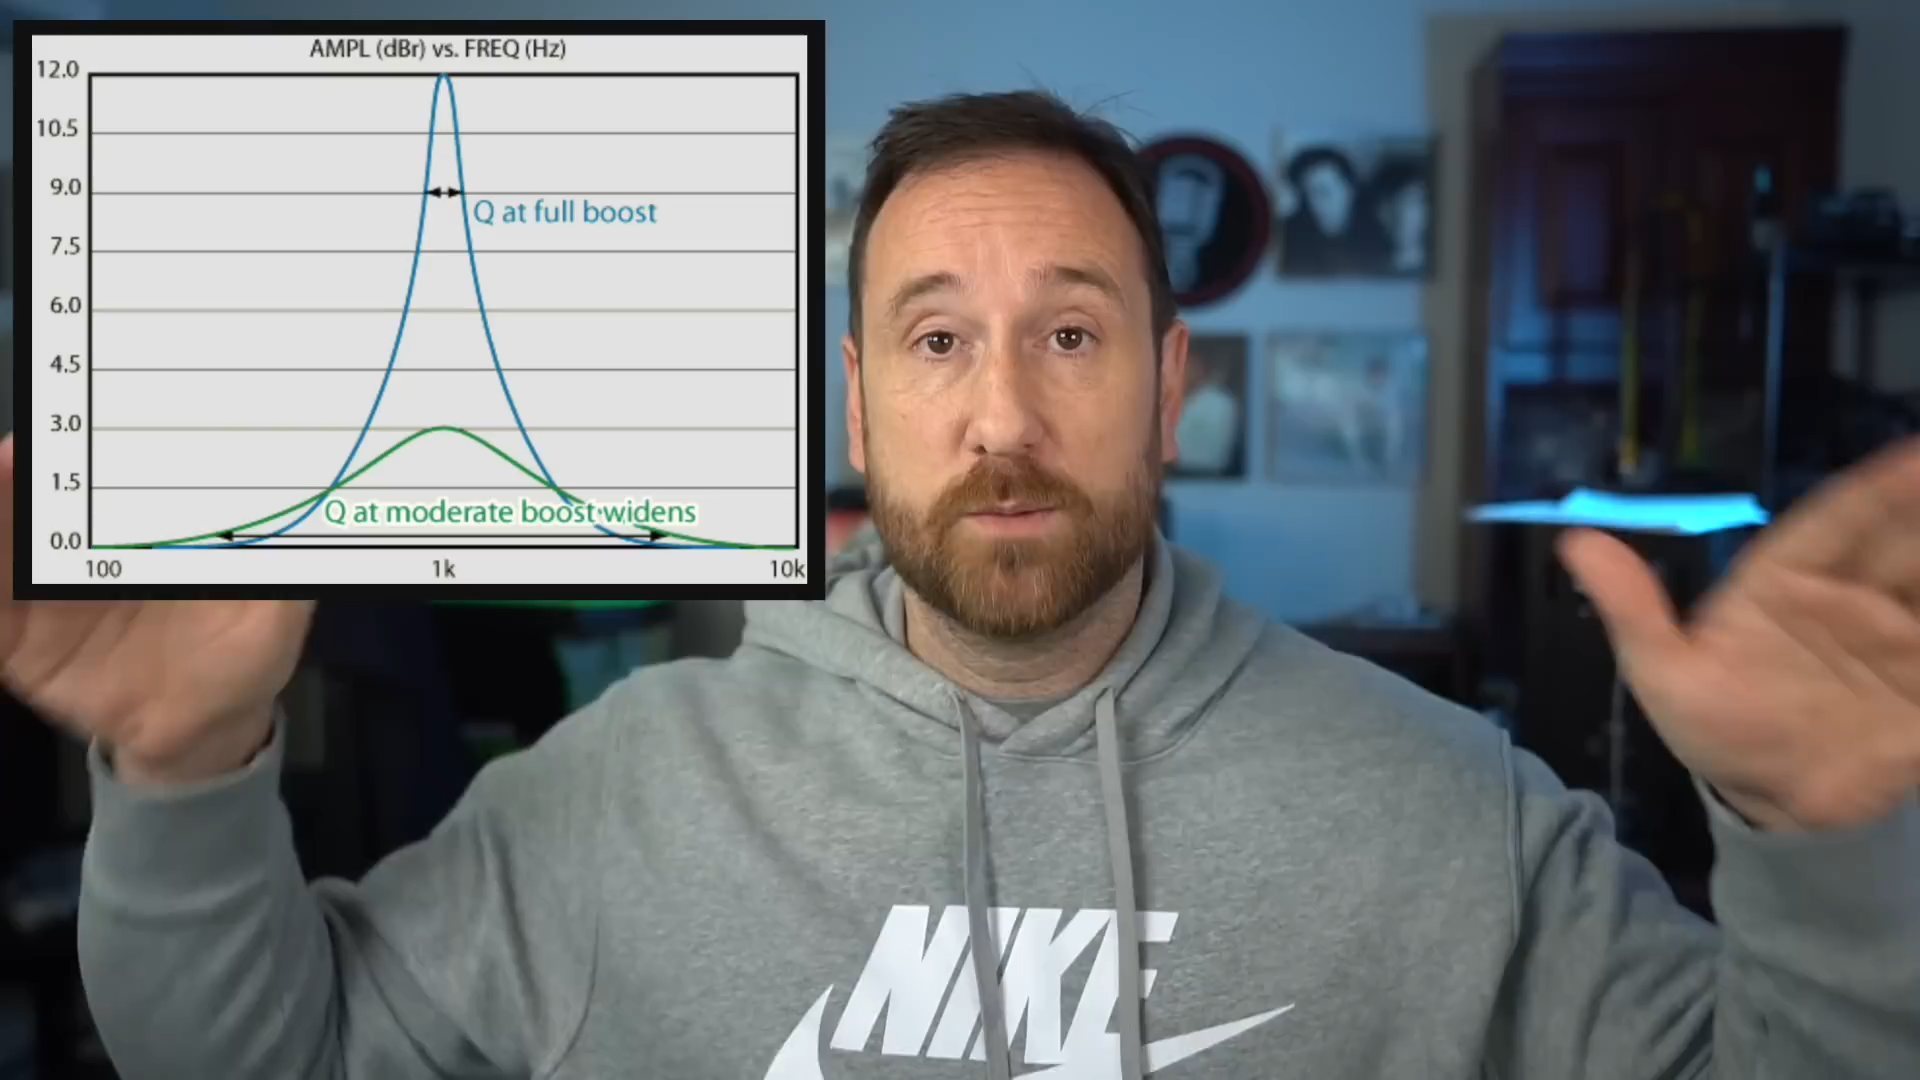 AMPL (dBr) vs. FREQ (Hz)
12.0
10.5
9.0
Q at full boost
7.5
6.0
4.5
3.0
1.5
Q at moderate boost widens
0.0
100 1k 10k
NIKE